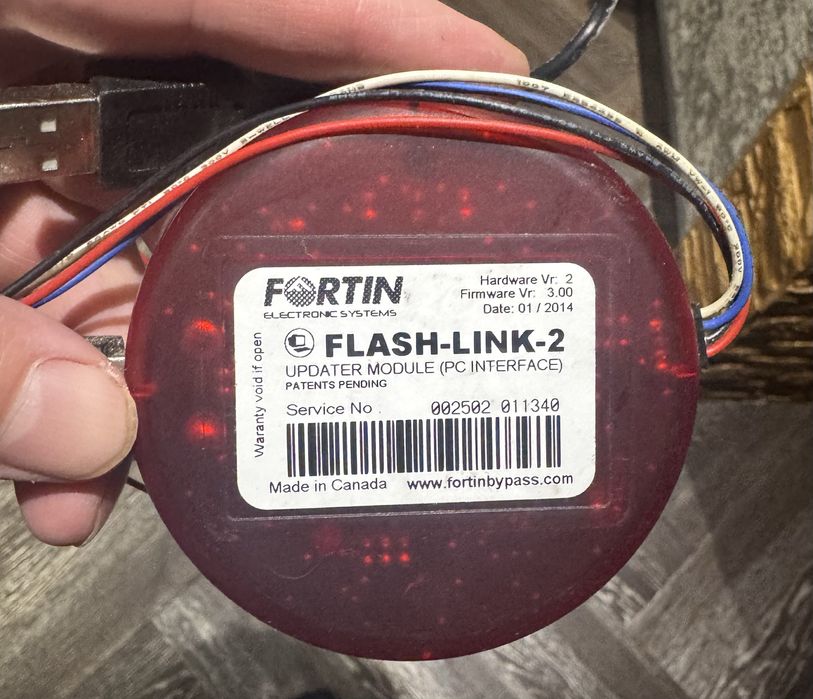 FORTIN
ELECTRONIC SYSTEMS
Hardware Vr: 2
Firmware Vr: 3.00
Date: 01 / 2014
FLASH-LINK-2
UPDATER MODULE (PC INTERFACE)
PATENTS PENDING
Waranty void if open
Service No . 002502 011340
Made in Canada www.fortinbypass.com